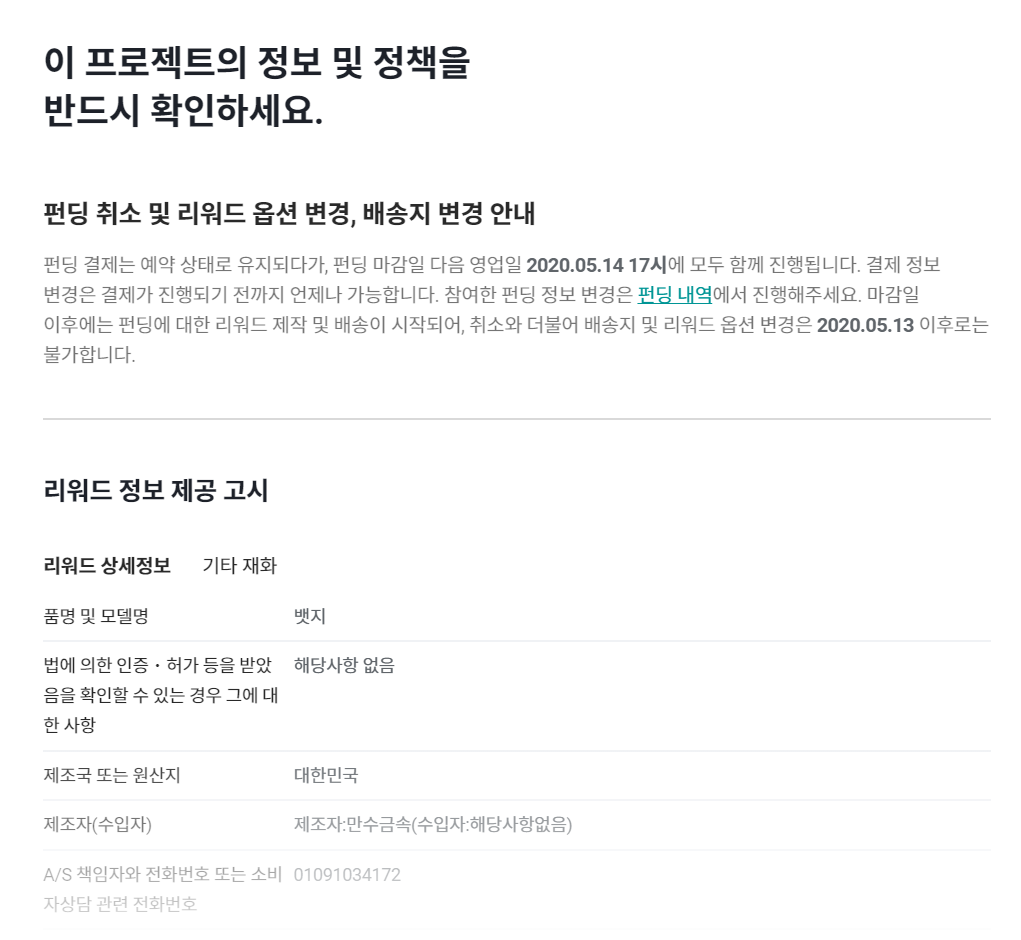 이 프로젝트의 정보 및 정책을
반드시 확인하세요.
펀딩 취소 및 리워드 옵션 변경, 배송지 변경 안내
펀딩 결제는 예약 상태로 유지되다가, 펀딩 마감일 다음 영업일 2020.05.14 17시에 모두 함께 진행됩니다. 결제 정보
변경은 결제가 진행되기 전까지 언제나 가능합니다. 참여한 펀딩 정보 변경은 펀딩 내역에서 진행해주세요. 마감일
이후에는 펀딩에 대한 리워드 제작 및 배송이 시작되어, 취소와 더불어 배송지 및 리워드 옵션 변경은 2020.05.13 이후로는
불가합니다.
리워드 정보 제공 고시
리워드 상세정보 기타 재화
품명 및 모델명 뱃지
법에 의한 인증・허가 등을 받았 해당사항 없음
음을 확인할 수 있는 경우 그에 대
한 사항
제조국 또는 원산지 대한민국
제조자(수입자) 제조자:만수금속(수입자:해당사항없음)
A/S 책임자와 전화번호 또는 소비 01091034172
자상담 관련 전화번호